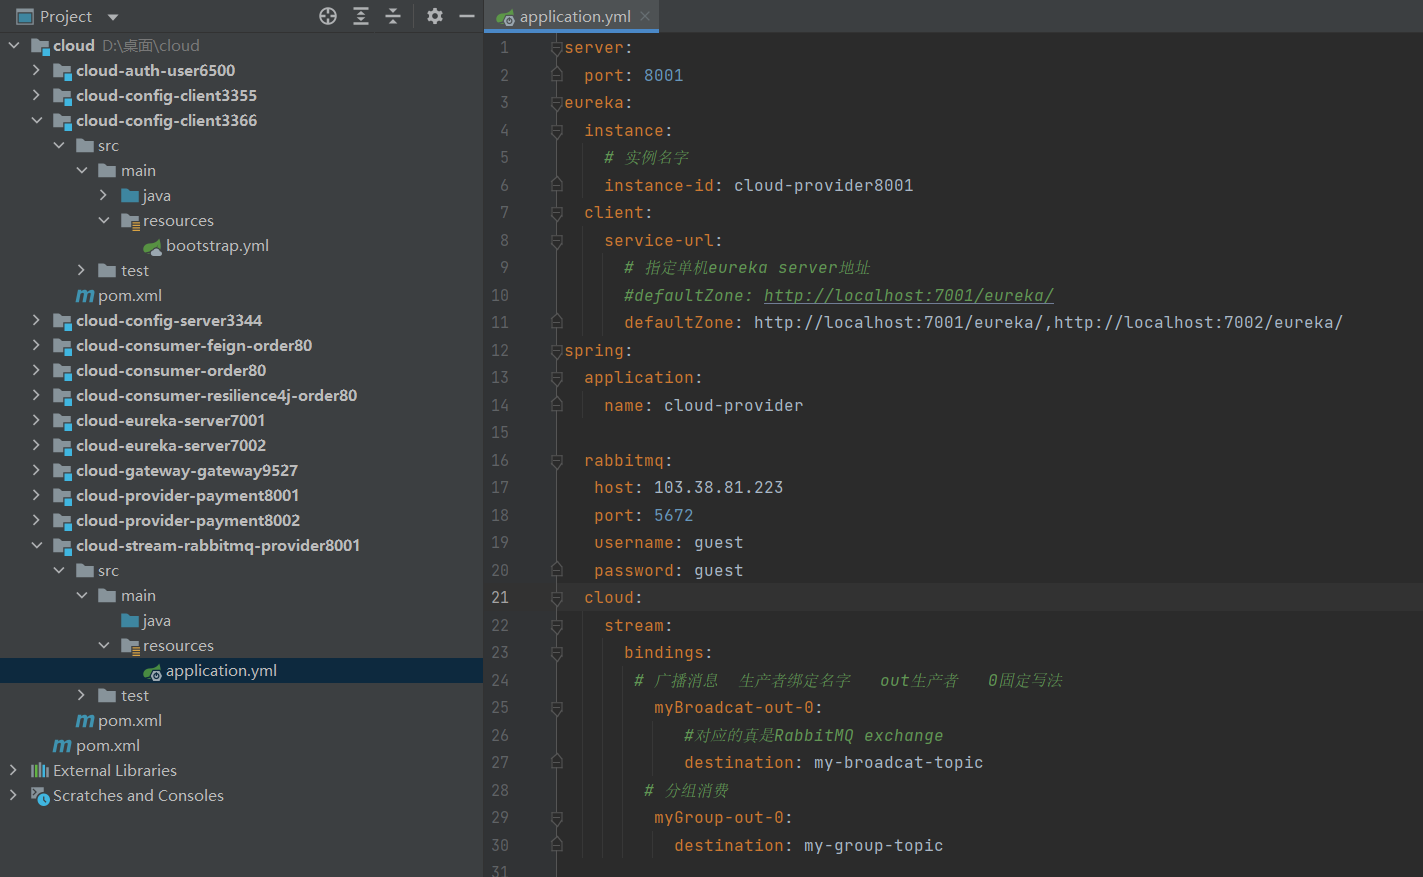 Project
cloud D:\桌面\cloud
cloud-auth-user6500
cloud-config-client3355
cloud-config-client3366
src
main
java
resources
bootstrap.yml
test
pom.xml
cloud-config-server3344
cloud-consumer-feign-order80
cloud-consumer-order80
cloud-consumer-resilience4j-order80
cloud-eureka-server7001
cloud-eureka-server7002
cloud-gateway-gateway9527
cloud-provider-payment8001
cloud-provider-payment8002
cloud-stream-rabbitmq-provider8001
src
main
java
resources
application.yml
test
pom.xml
pom.xml
External Libraries
Scratches and Consoles
application.yml
1 server:
2 port: 8001
3 eureka:
4 instance:
5 # 实例名字
6 instance-id: cloud-provider8001
7 client:
8 service-url:
9 # 指定单机eureka server地址
10 #defaultZone: http://localhost:7001/eureka/
11 defaultZone: http://localhost:7001/eureka/,http://localhost:7002/eureka/
12 spring:
13 application:
14 name: cloud-provider
15
16 rabbitmq:
17 host: 103.38.81.223
18 port: 5672
19 username: guest
20 password: guest
21 cloud:
22 stream:
23 bindings:
24 # 广播消息 生产者绑定名字 out生产者 0固定写法
25 myBroadcat-out-0:
26 #对应的真是RabbitMQ exchange
27 destination: my-broadcat-topic
28 # 分组消费
29 myGroup-out-0:
30 destination: my-group-topic
31